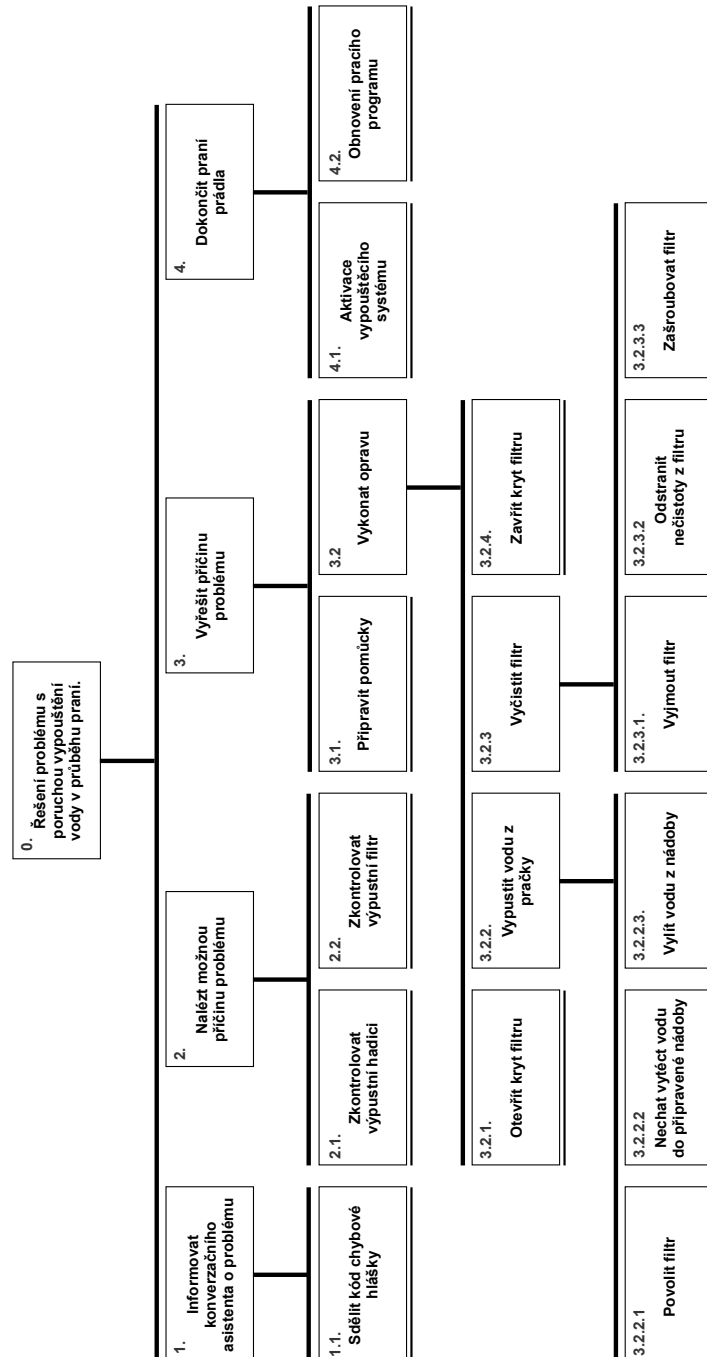 0.
Řešení problému s
poruchou vypouštění
vody v průběhu praní.
1.
Informovat
konverzačního
asistenta o problému
2.
Nalézt možnou
příčinu problému
3.
Vyřešit příčinu
problému
4.
Dokončit praní
prádla
1.1.
Sdělit kód chybové
hlášky
2.1.
Zkontrolovat
výpustní hadici
2.2.
Zkontrolovat
výpustní filtr
3.1.
Připravit pomůcky
3.2
Vykonat opravu
4.1.
Aktivace
vypouštěcího
systému
4.2.
Obnovení pracího
programu
3.2.1.
Otevřít kryt filtru
3.2.2.
Vypustit vodu z
pračky
3.2.3
Vyčistit filtr
3.2.4.
Zavřít kryt filtru
3.2.2.1
Povolit filtr
3.2.2.2
Nechat vytéct vodu
do připravené nádoby
3.2.2.3.
Vylít vodu z nádoby
3.2.3.1.
Vyjmout filtr
3.2.3.2
Odstranit
nečistoty z filtru
3.2.3.3
Zašroubovat filtr